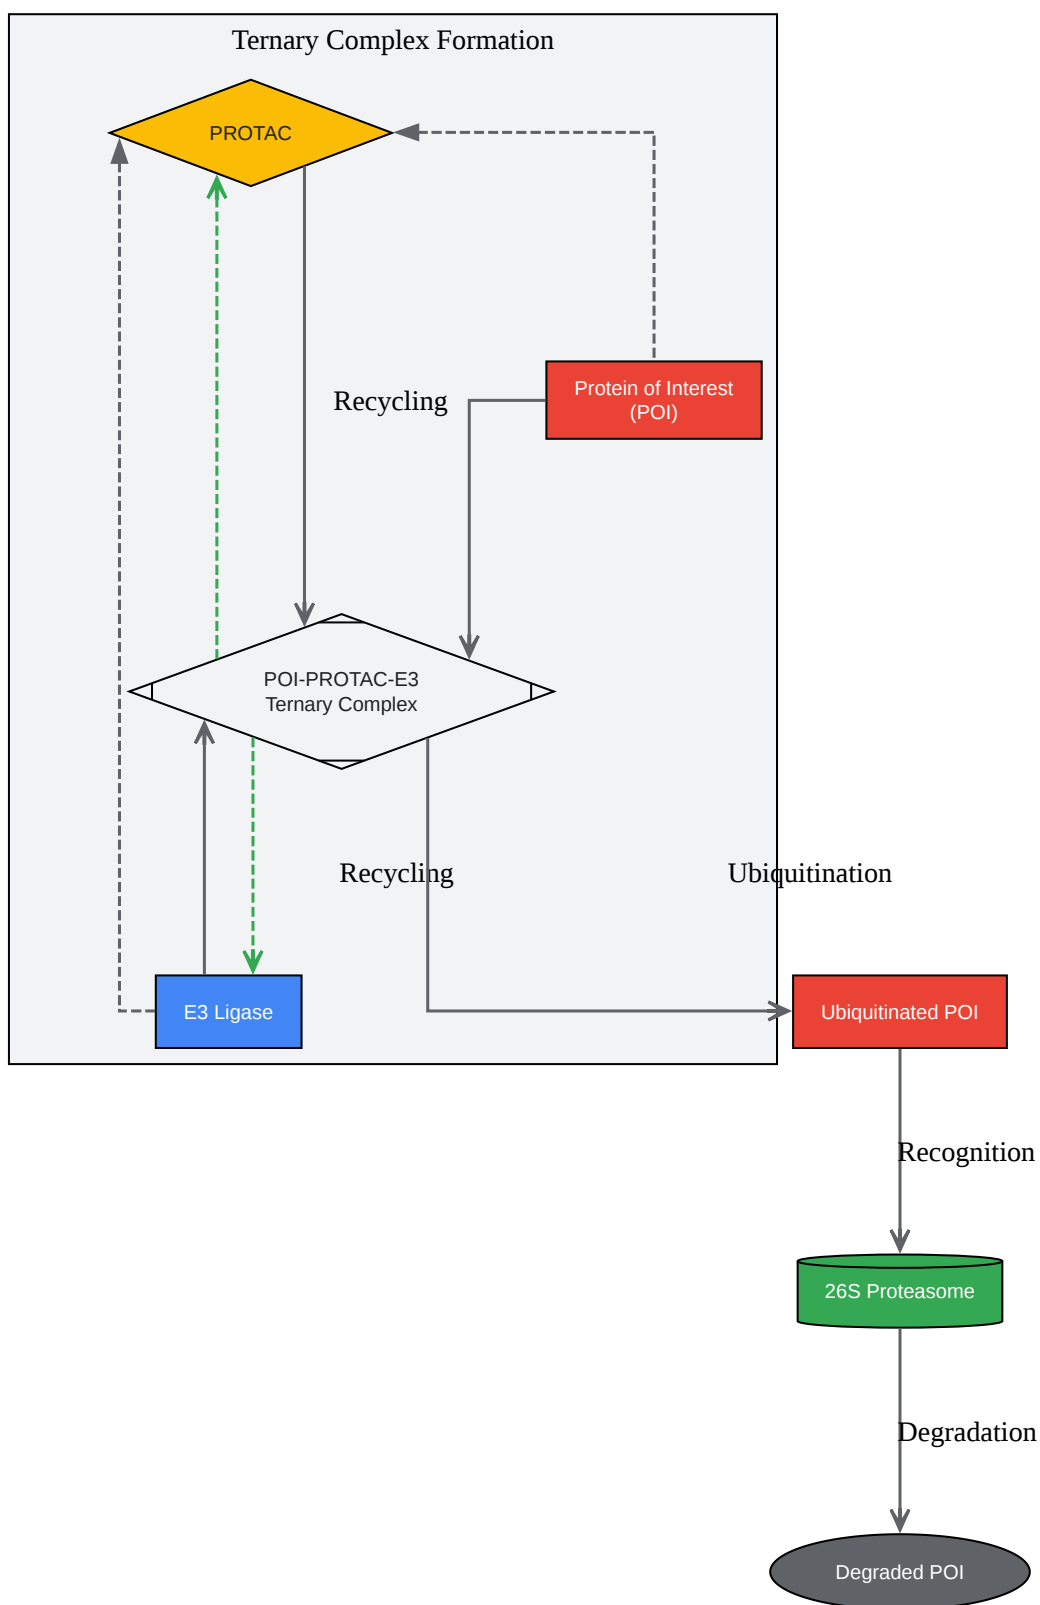 Ternary Complex Formation
PROTAC
Protein of Interest
(POI)
Recycling
POI-PROTAC-E3
Ternary Complex
Recycling
Ubiquitination
E3 Ligase
Ubiquitinated POI
Recognition
26S Proteasome
Degradation
Degraded POI